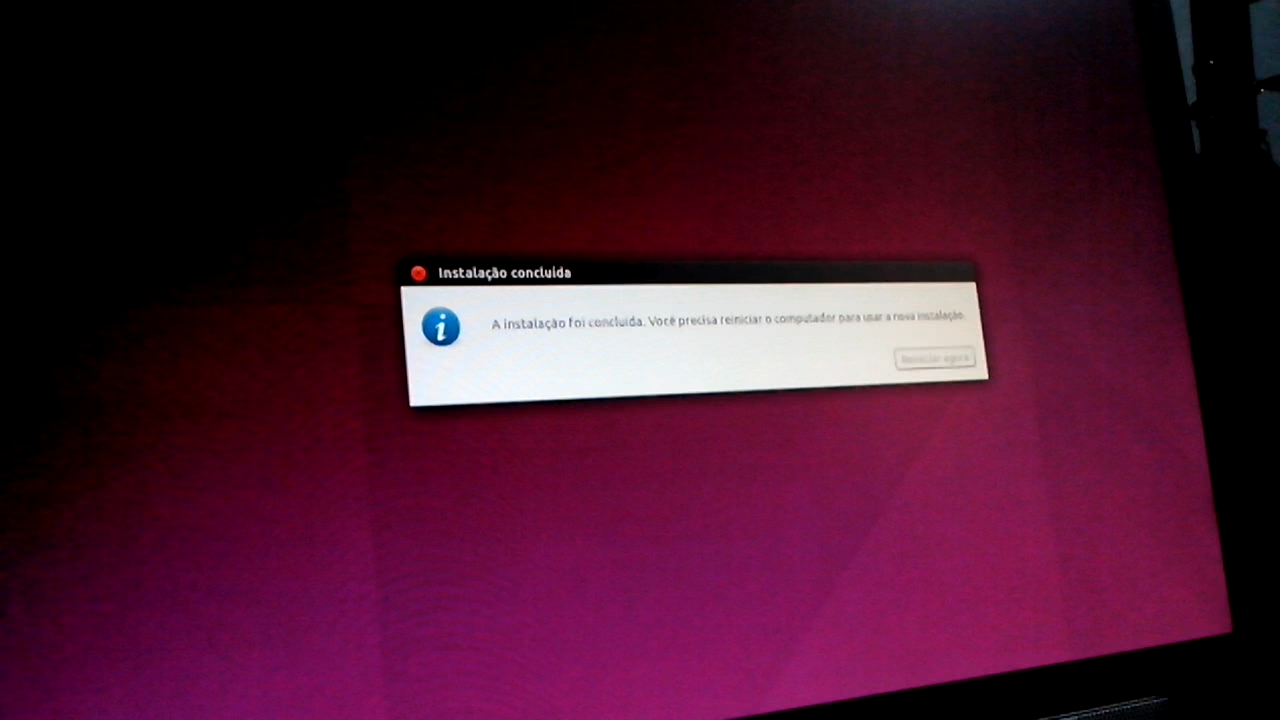 Instalação concluída
A instalação foi concluída. Você precisa reiniciar o computador para usar a nova instalação.
Reiniciar agora